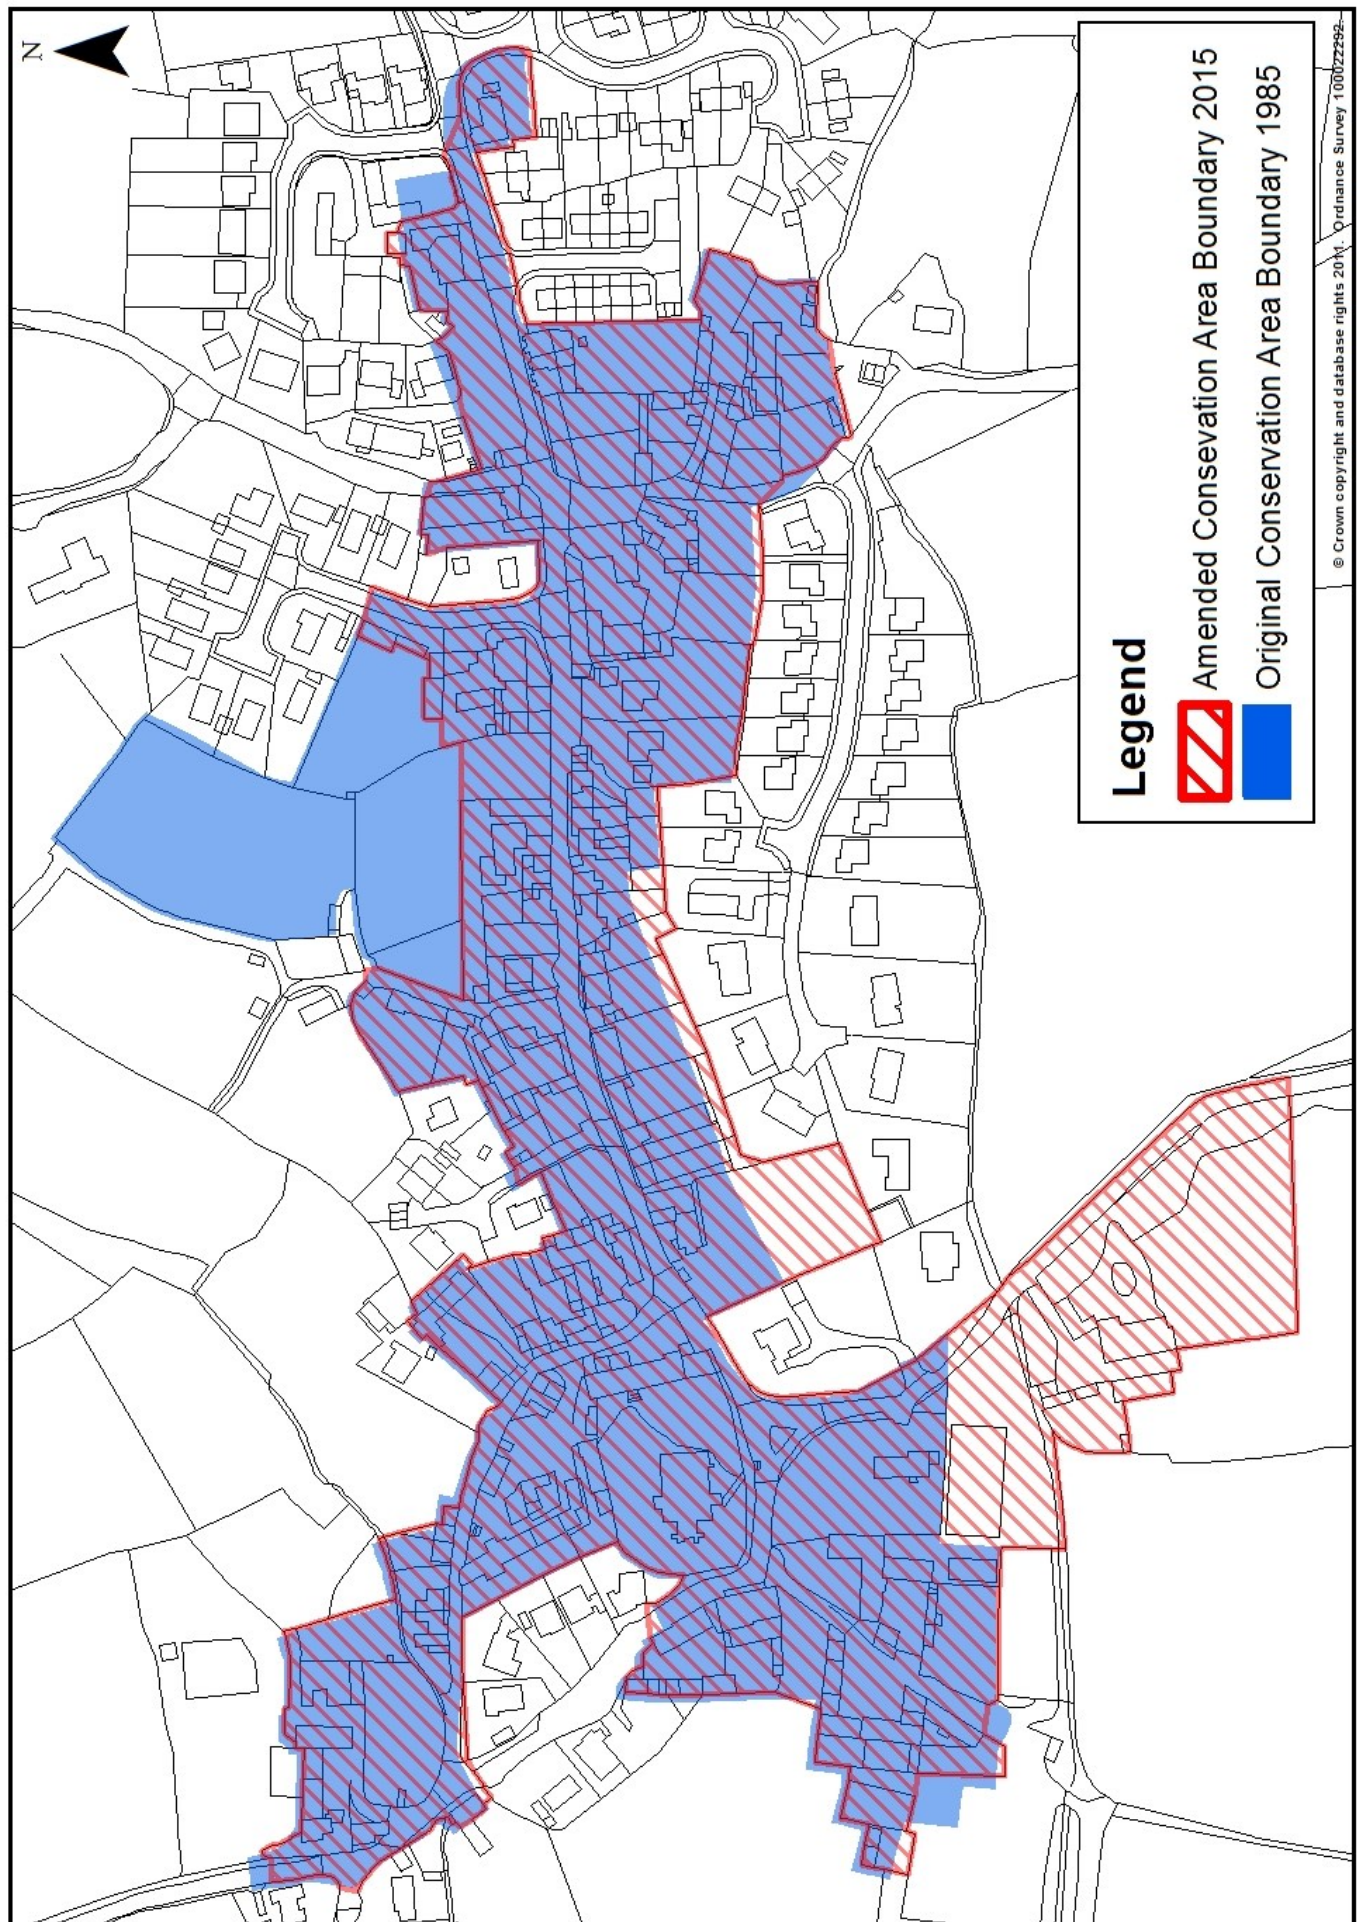 N
Legend
Amended Consevation Area Boundary 2015
Original Conservation Area Boundary 1985
© Crown copyright and database rights 2011. Ordnance Survey 100022292.